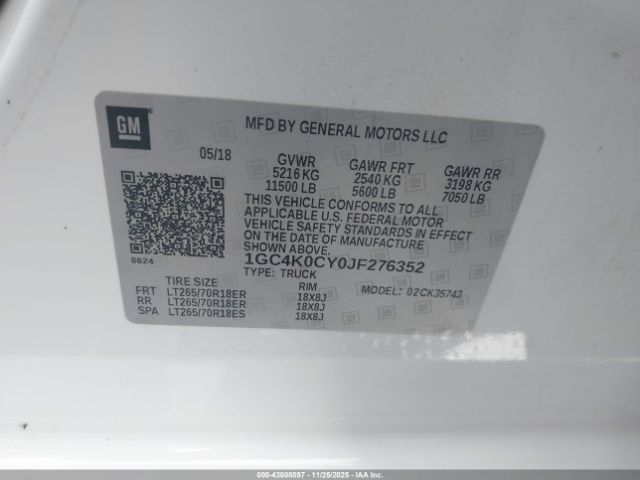 GM
MFD BY GENERAL MOTORS LLC
05/18
GVWR GAWR FRT GAWR RR
5216 KG 2540 KG 3198 KG
11500 LB 5600 LB 7050 LB
THIS VEHICLE CONFORMS TO ALL
APPLICABLE U.S. FEDERAL MOTOR
VEHICLE SAFETY STANDARDS IN EFFECT
ON THE DATE OF MANUFACTURE
SHOWN ABOVE.
8624
1GC4K0CY0JF276352
TYPE: TRUCK
MODEL: 02CK35743
TIRE SIZE RIM
FRT LT265/70R18ER 18X8J
RR LT265/70R18ER 18X8J
SPA LT265/70R18ES 18X8J
000-43808597 - 11/25/2025 - IAA, Inc.